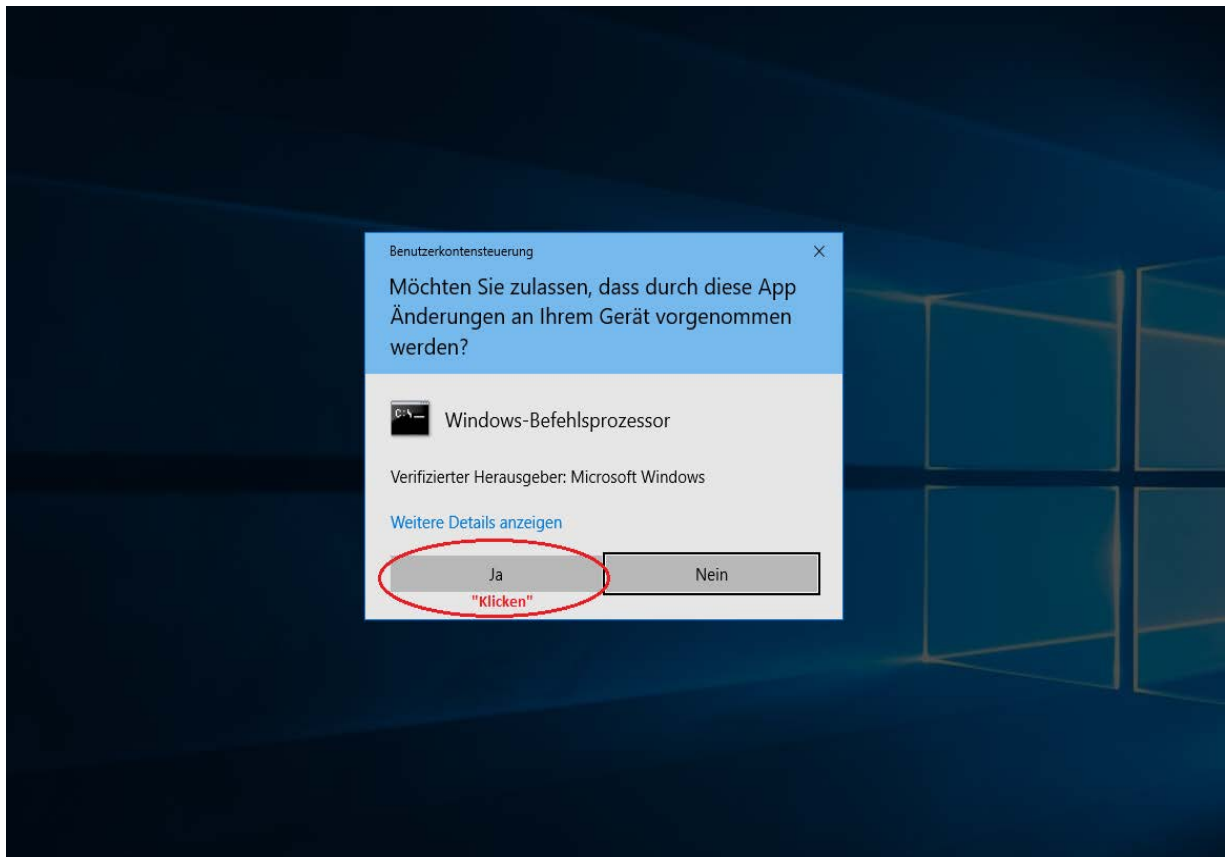 Benutzerkontensteuerung
Möchten Sie zulassen, dass durch diese App
Änderungen an Ihrem Gerät vorgenommen
werden?
C:\_
Windows-Befehlsprozessor
Verifizierter Herausgeber: Microsoft Windows
Weitere Details anzeigen
Ja Nein
"Klicken"